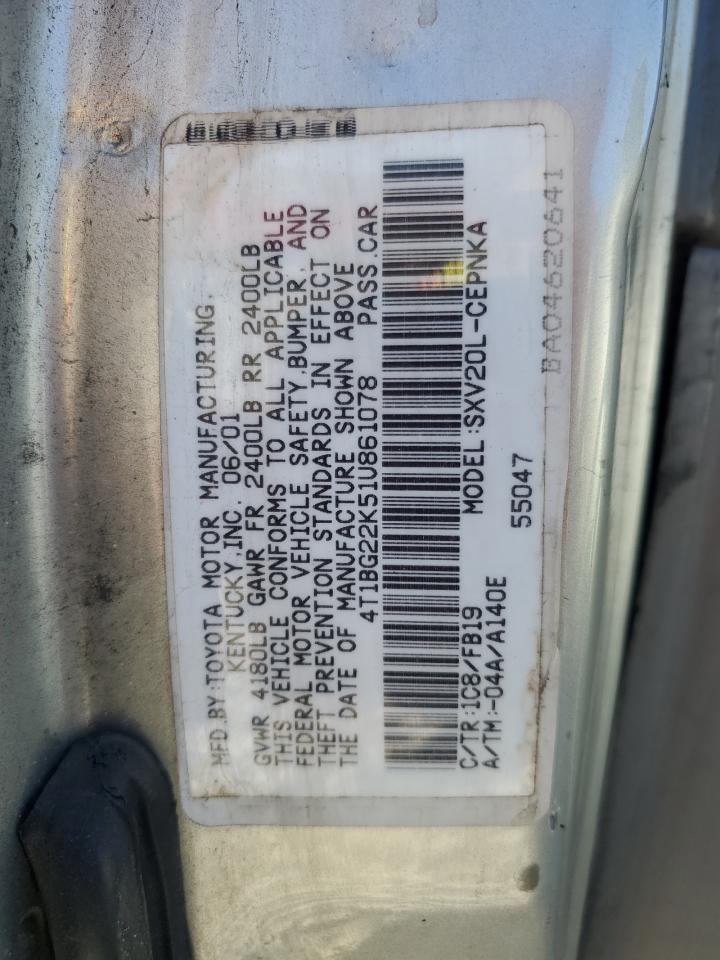 MFD.BY:TOYOTA MOTOR MANUFACTURING,
KENTUCKY,INC. 06/01
GVWR 4180LB GAWR FR 2400LB RR 2400LB
THIS VEHICLE CONFORMS TO ALL APPLICABLE
FEDERAL MOTOR VEHICLE SAFETY,BUMPER, AND
THEFT PREVENTION STANDARDS IN EFFECT ON
THE DATE OF MANUFACTURE SHOWN ABOVE
4T1BG22K51U861078 PASS.CAR
C/TR:1C8/FB19 MODEL:SXV20L-CEPNKA
A/TM:-04A/A140E 55047
BA04620641